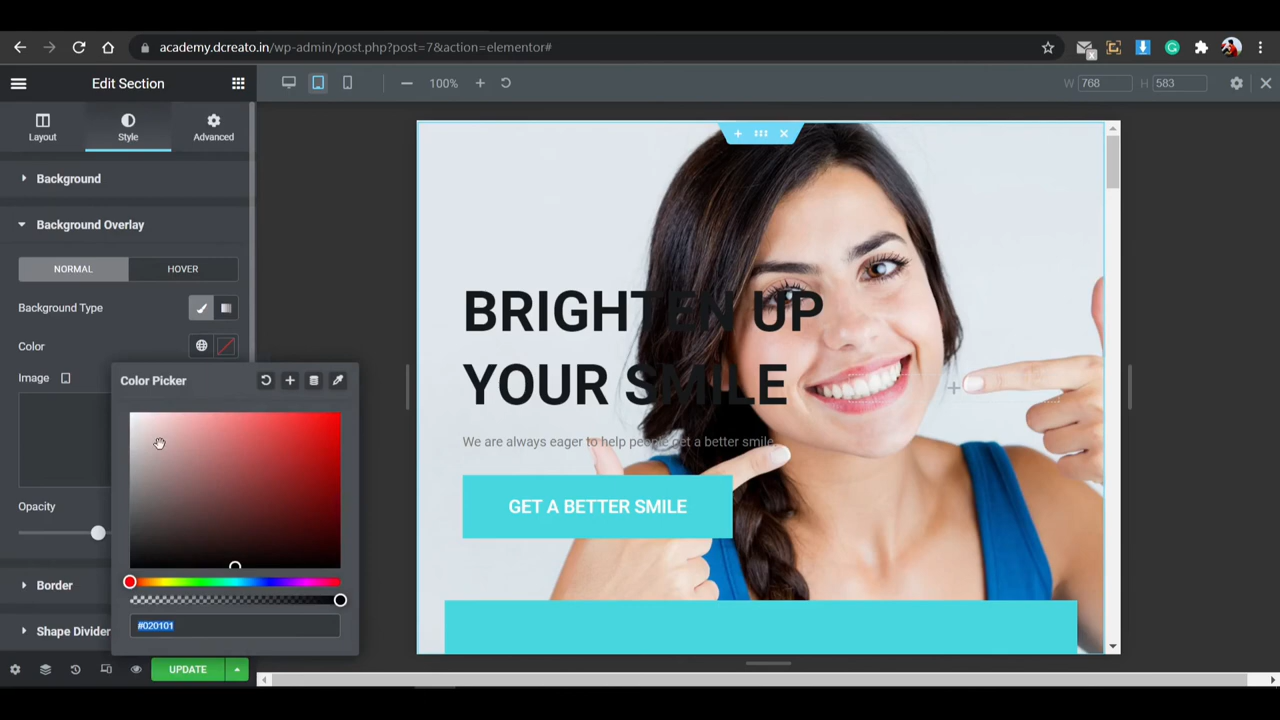 academy.dcreato.in/wp-admin/post.php?post=7&action=elementor#
Edit Section
100%
W 768
H 583
Layout
Style
Advanced
Background
Background Overlay
NORMAL
HOVER
Background Type
Color
Image
Color Picker
#020101
Opacity
Border
Shape Divider
UPDATE
BRIGHTEN UP
YOUR SMILE
We are always eager to help people get a better smile
GET A BETTER SMILE